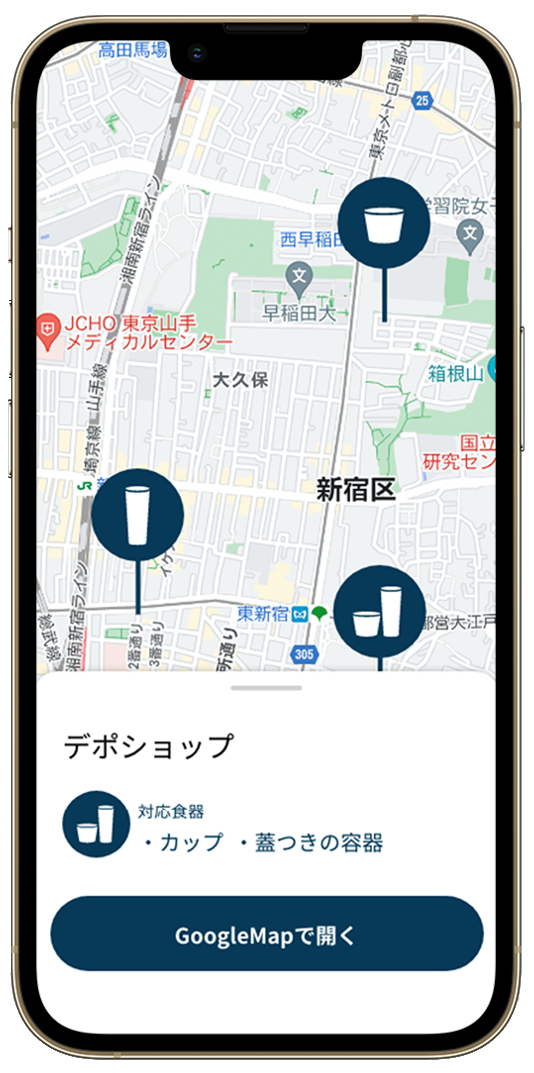 高田馬場
25
東京メトロ副都心
湘南新宿ライン
学習院女子
文
西早稲田
文
早稲田大
JCHO 東京山手
メディカルセンター
大久保
箱根山
山手線
埼京線
国立
研究セン
新宿区
イケメ
東新宿
都営大江戸
305
湘南新宿ライン
総武線
2番通り
3番通り
所通り
デポショップ
対応食器
・カップ ・蓋つきの容器
GoogleMapで開く